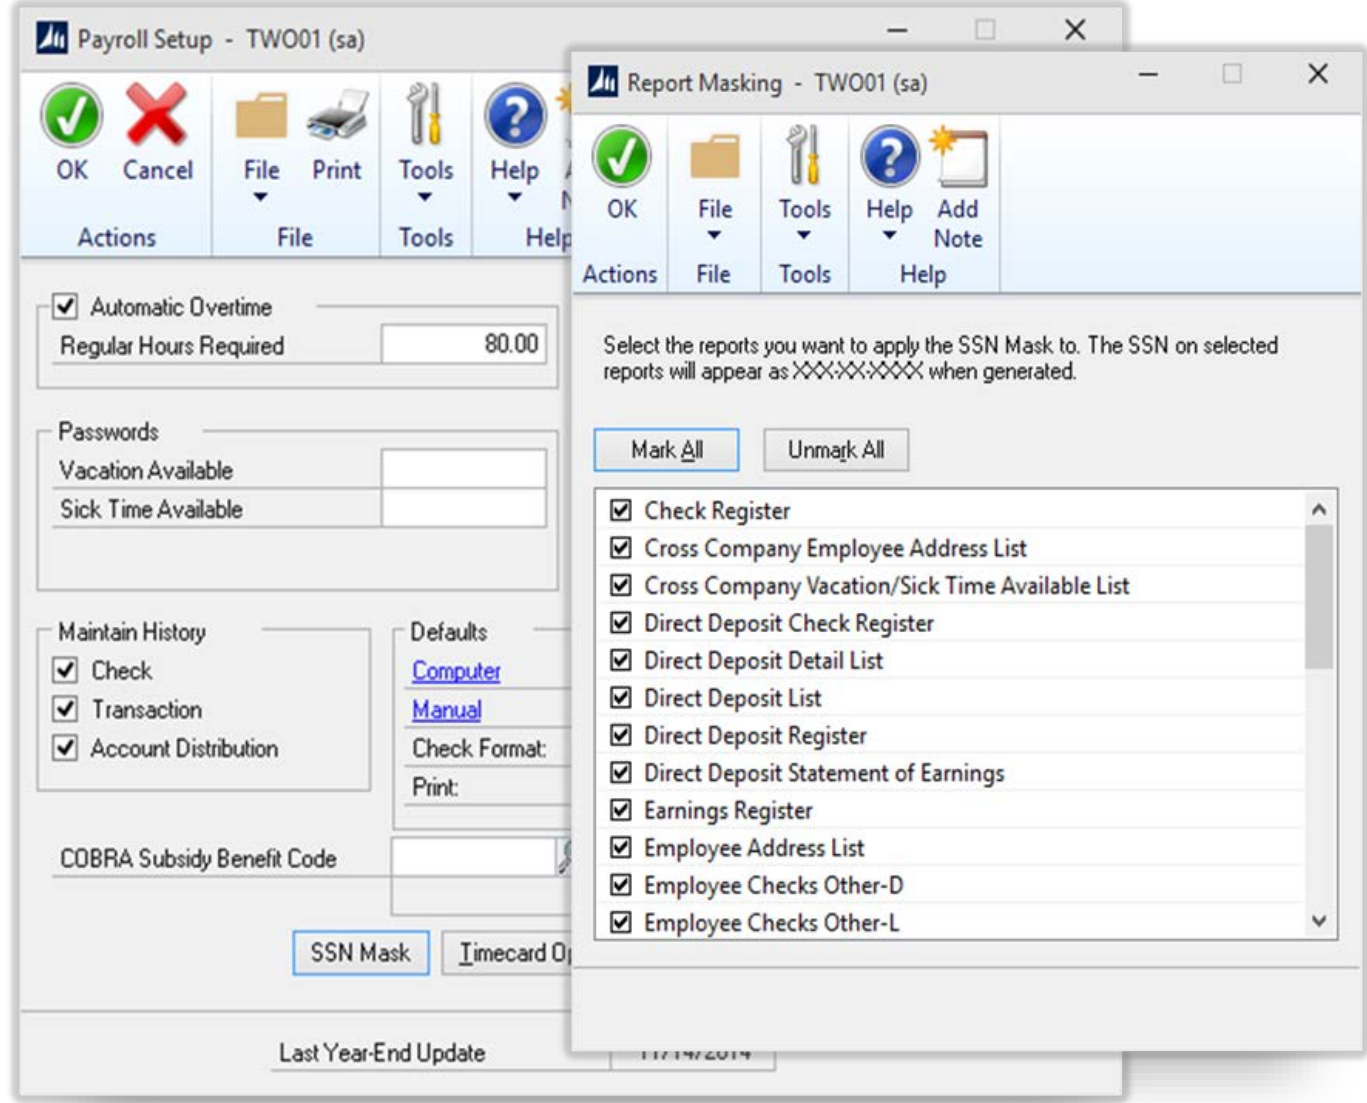 Payroll Setup - TWO01 (sa)
OK Cancel File Print Tools Help
Actions File Tools Help
Automatic Overtime
Regular Hours Required 80.00
Passwords
Vacation Available
Sick Time Available
Maintain History
Check
Transaction
Account Distribution
Defaults
Computer
Manual
Check Format:
Print:
COBRA Subsidy Benefit Code
SSN Mask Timecard Op
Last Year-End Update 11/14/2014
Report Masking - TWO01 (sa)
OK File Tools Help Add
Note
Actions File Tools Help
Select the reports you want to apply the SSN Mask to. The SSN on selected
reports will appear as XXX-XX-XXXX when generated.
Mark All Unmark All
Check Register
Cross Company Employee Address List
Cross Company Vacation/Sick Time Available List
Direct Deposit Check Register
Direct Deposit Detail List
Direct Deposit List
Direct Deposit Register
Direct Deposit Statement of Earnings
Earnings Register
Employee Address List
Employee Checks Other-D
Employee Checks Other-L